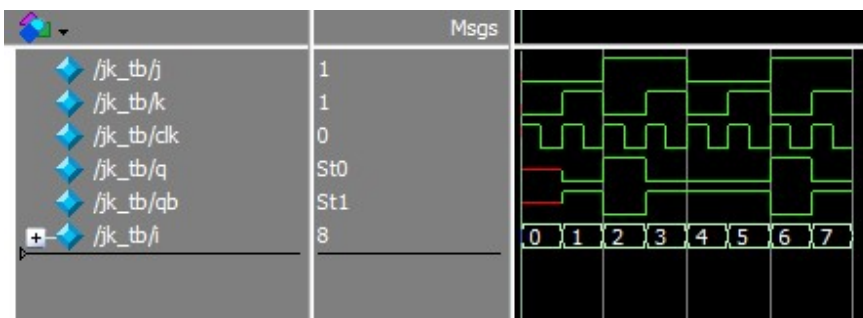 Msgs
/jk_tb/j 1
/jk_tb/k 1
/jk_tb/clk 0
/jk_tb/q St0
/jk_tb/qb St1
/jk_tb/i 8 0 1 2 3 4 5 6 7